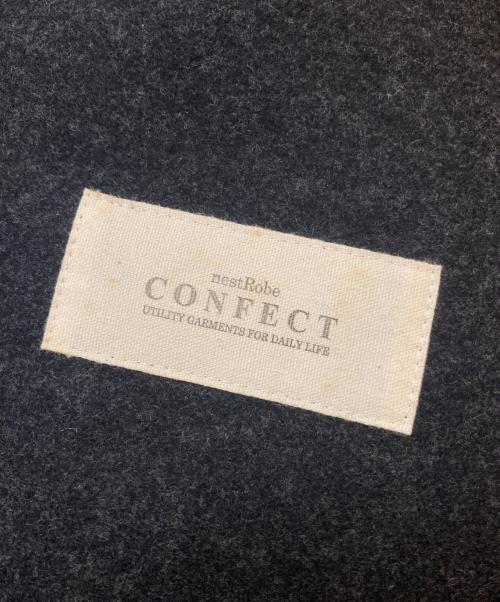 nestRobe
CONFECT
UTILITY GARMENTS FOR DAILY LIFE